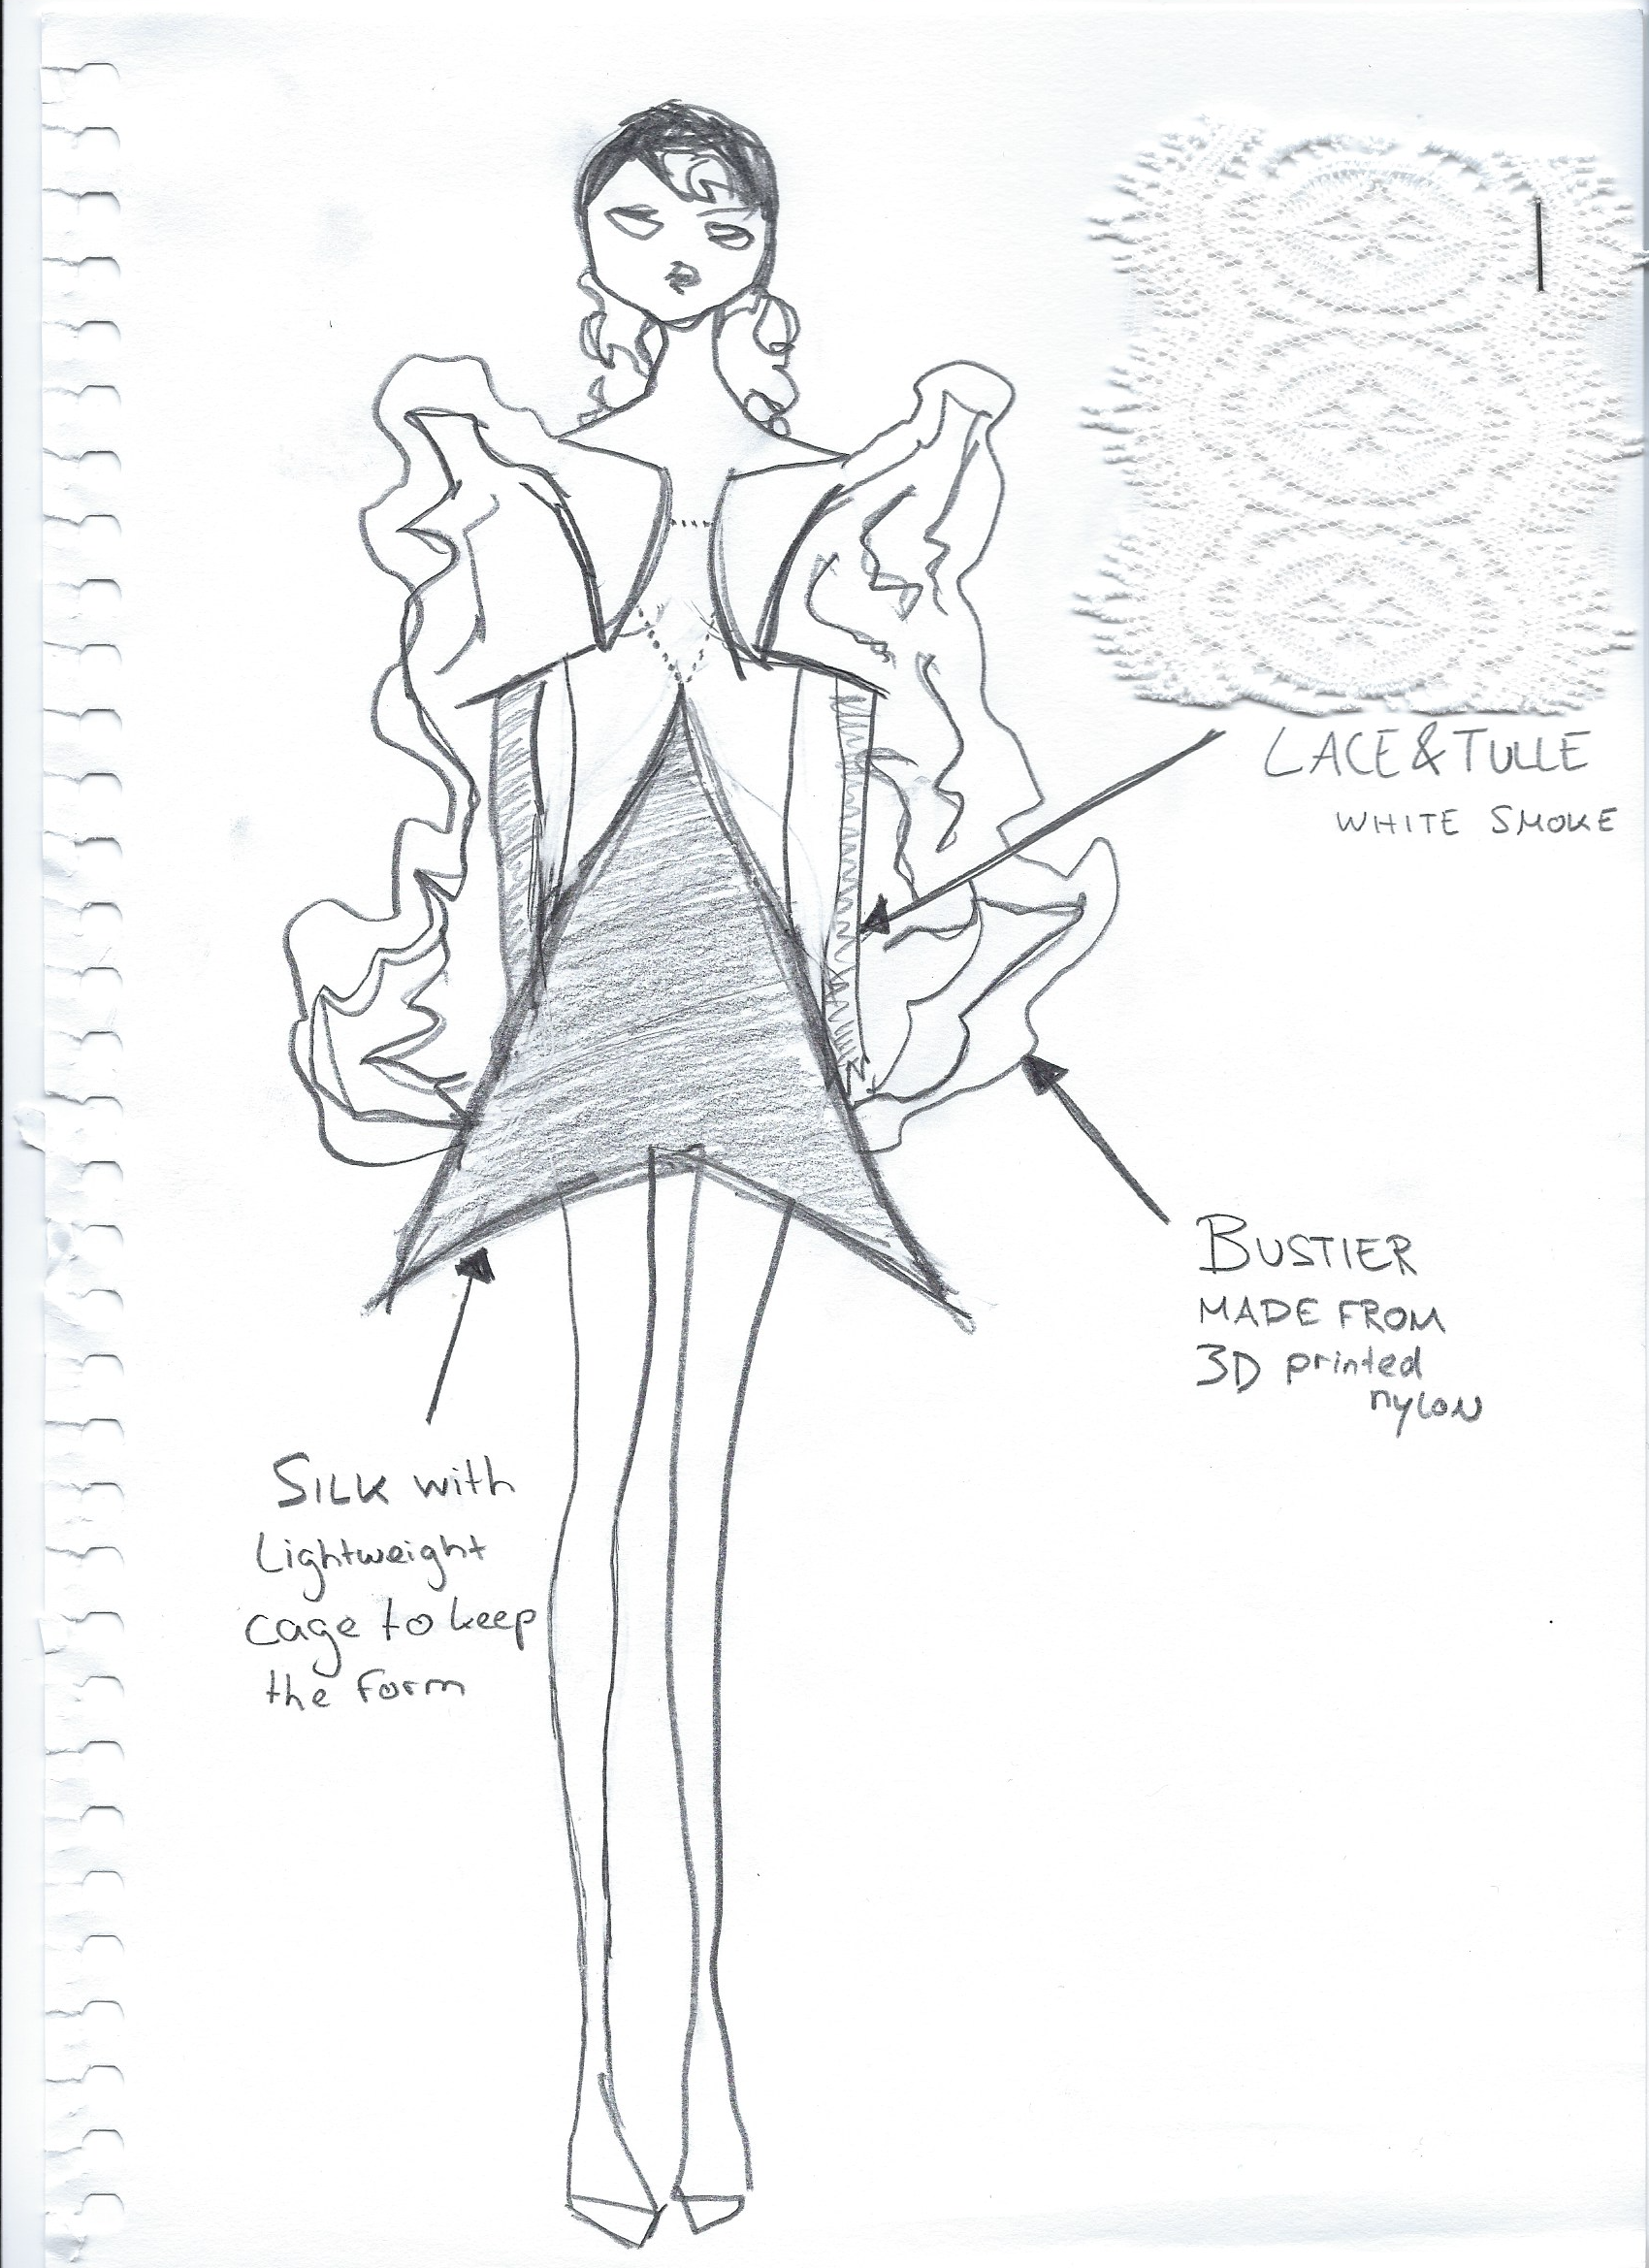 LACE & TULLE
WHITE SMOKE
BUSTIER
MADE FROM
3D printed
nylon
SILK with
Lightweight
cage to keep
the form